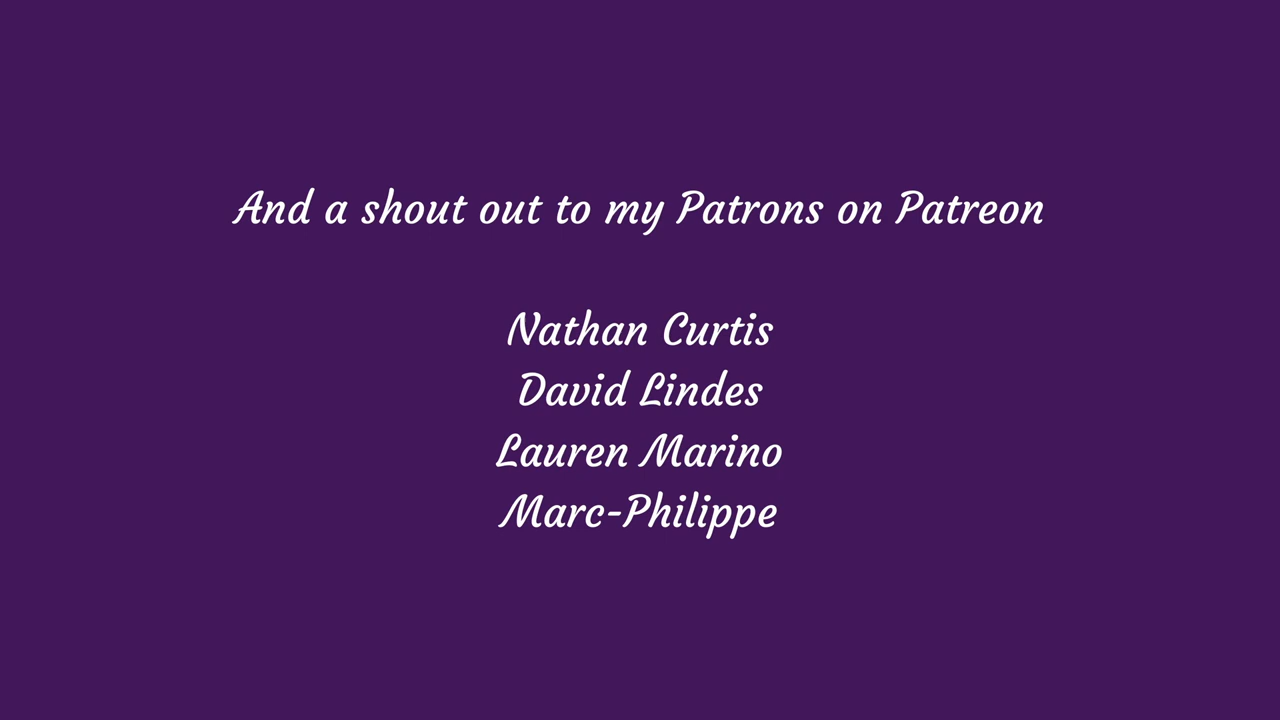 And a shout out to my Patrons on Patreon
Nathan Curtis
David Lindes
Lauren Marino
Marc-Philippe